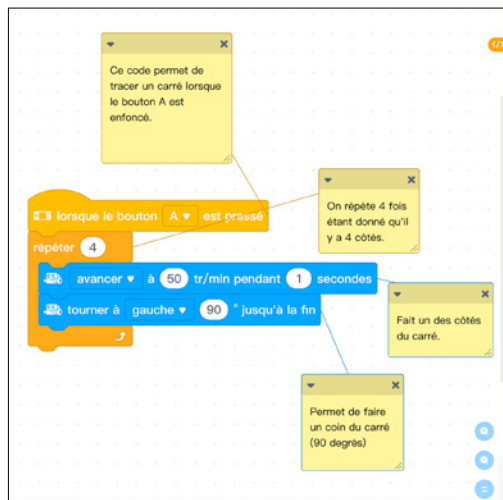 Ce code permet de
tracer un carré lorsque
le bouton A est
enfoncé.
lorsque le bouton A est pressé
On répète 4 fois
étant donné qu'il
y a 4 côtés.
répéter 4
avancer à 50 tr/min pendant 1 secondes
tourner à gauche 90 ° jusqu'à la fin
Fait un des côtés
du carré.
Permet de faire
un coin du carré
(90 degrés)